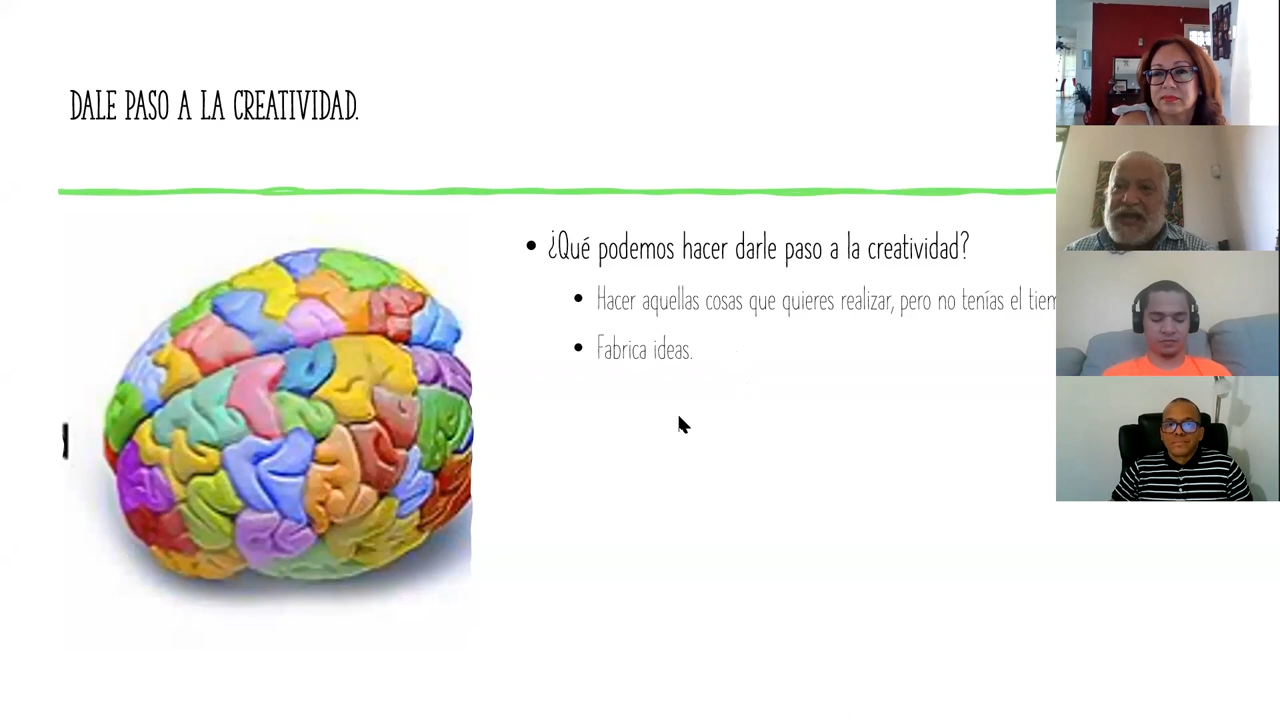 DALE PASO A LA CREATIVIDAD.
• ¿Qué podemos hacer darle paso a la creatividad?
• Hacer aquellas cosas que quieres realizar, pero no tenías el
• Fabrica ideas.